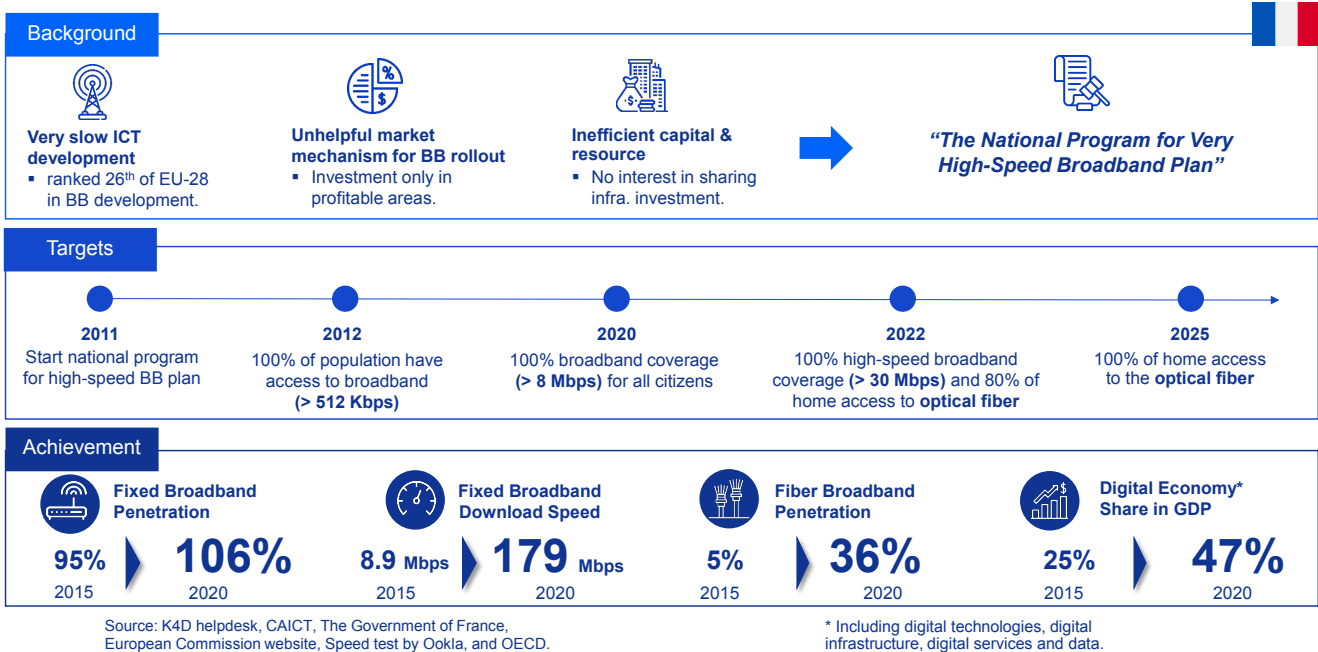 Background
Very slow ICT
development
▪ ranked 26th of EU-28
in BB development.
Unhelpful market
mechanism for BB rollout
▪ Investment only in
profitable areas.
Inefficient capital &
resource
▪ No interest in sharing
infra. investment.
“The National Program for Very
High-Speed Broadband Plan”
Targets
2011
Start national program
for high-speed BB plan
2012
100% of population have
access to broadband
(> 512 Kbps)
2020
100% broadband coverage
(> 8 Mbps) for all citizens
2022
100% high-speed broadband
coverage (> 30 Mbps) and 80% of
home access to optical fiber
2025
100% of home access
to the optical fiber
Achievement
Fixed Broadband
Penetration
95% 106%
2015 2020
Fixed Broadband
Download Speed
8.9 Mbps 179 Mbps
2015 2020
Fiber Broadband
Penetration
5% 36%
2015 2020
Digital Economy*
Share in GDP
25% 47%
2015 2020
Source: K4D helpdesk, CAICT, The Government of France,
European Commission website, Speed test by Ookla, and OECD.
* Including digital technologies, digital
infrastructure, digital services and data.